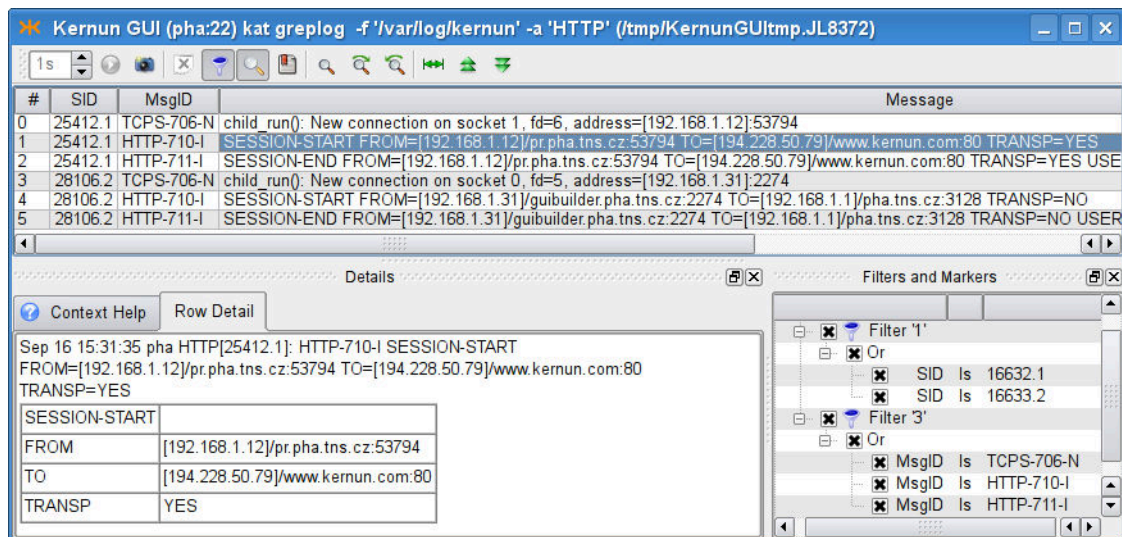 Kernun GUI (pha:22) kat greplog -f '/var/log/kernun' -a 'HTTP' (/tmp/KernunGUItmp.JL8372)
1s
# SID MsgID Message
0 25412.1 TCPS-706-N child_run(): New connection on socket 1, fd=6, address=[192.168.1.12]:53794
1 25412.1 HTTP-710-I SESSION-START FROM=[192.168.1.12]/pr.pha.tns.cz:53794 TO=[194.228.50.79]/www.kernun.com:80 TRANSP=YES
2 25412.1 HTTP-711-I SESSION-END FROM=[192.168.1.12]/pr.pha.tns.cz:53794 TO=[194.228.50.79]/www.kernun.com:80 TRANSP=YES USE
3 28106.2 TCPS-706-N child_run(): New connection on socket 0, fd=5, address=[192.168.1.31]:2274
4 28106.2 HTTP-710-I SESSION-START FROM=[192.168.1.31]/guibuilder.pha.tns.cz:2274 TO=[192.168.1.1]/pha.tns.cz:3128 TRANSP=NO
5 28106.2 HTTP-711-I SESSION-END FROM=[192.168.1.31]/guibuilder.pha.tns.cz:2274 TO=[192.168.1.1]/pha.tns.cz:3128 TRANSP=NO USER
Details
Context Help Row Detail
Sep 16 15:31:35 pha HTTP[25412.1]: HTTP-710-I SESSION-START
FROM=[192.168.1.12]/pr.pha.tns.cz:53794 TO=[194.228.50.79]/www.kernun.com:80
TRANSP=YES
SESSION-START
FROM [192.168.1.12]/pr.pha.tns.cz:53794
TO [194.228.50.79]/www.kernun.com:80
TRANSP YES
Filters and Markers
Filter '1'
Or
SID Is 16632.1
SID Is 16633.2
Filter '3'
Or
MsgID Is TCPS-706-N
MsgID Is HTTP-710-I
MsgID Is HTTP-711-I